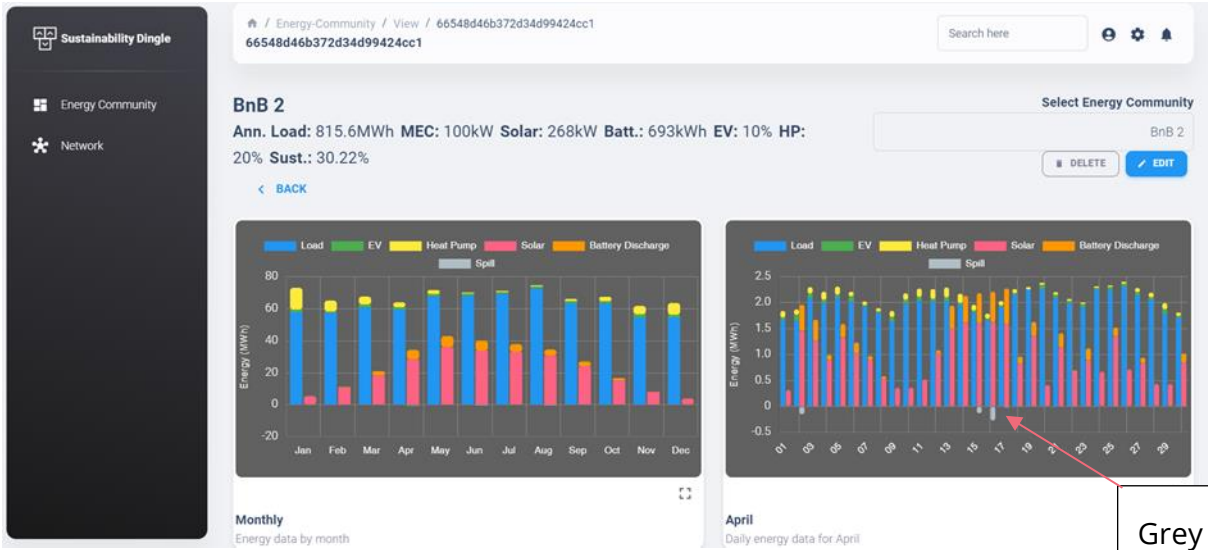 Sustainability Dingle
Energy Community
Network
/ Energy-Community / View / 66548d46b372d34d99424cc1
66548d46b372d34d99424cc1
Search here
BnB 2
Ann. Load: 815.6MWh MEC: 100kW Solar: 268kW Batt.: 693kWh EV: 10% HP:
20% Sust.: 30.22%
< BACK
Select Energy Community
BnB 2
DELETE
EDIT
Load EV Heat Pump Solar Battery Discharge
Spill
Energy (MWh)
80
60
40
20
0
-20
Jan Feb Mar Apr May Jun Jul Aug Sep Oct Nov Dec
Monthly
Energy data by month
Load EV Heat Pump Solar Battery Discharge
Spill
Energy (MWh)
2.5
2.0
1.5
1.0
0.5
0
-0.5
01 03 05 07 09 11 13 15 17 19 21 23 25 27 29
April
Daily energy data for April
Grey